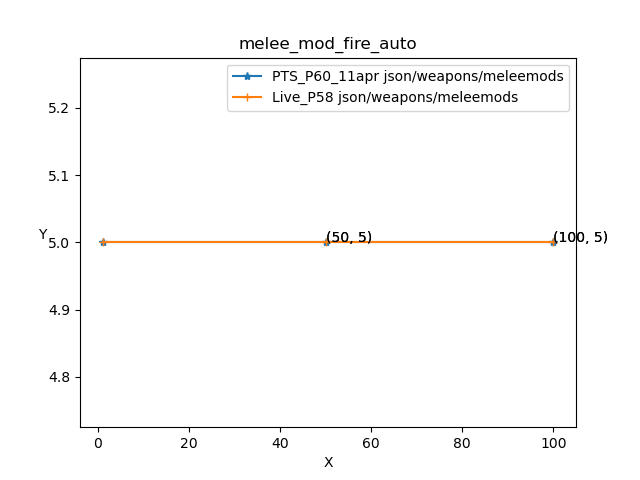 melee_mod_fire_auto
PTS_P60_11apr json/weapons/meleemods
Live_P58 json/weapons/meleemods
5.2
5.1
Y
5.0
(50, 5)
(100, 5)
4.9
4.8
0
20
40
60
80
100
X